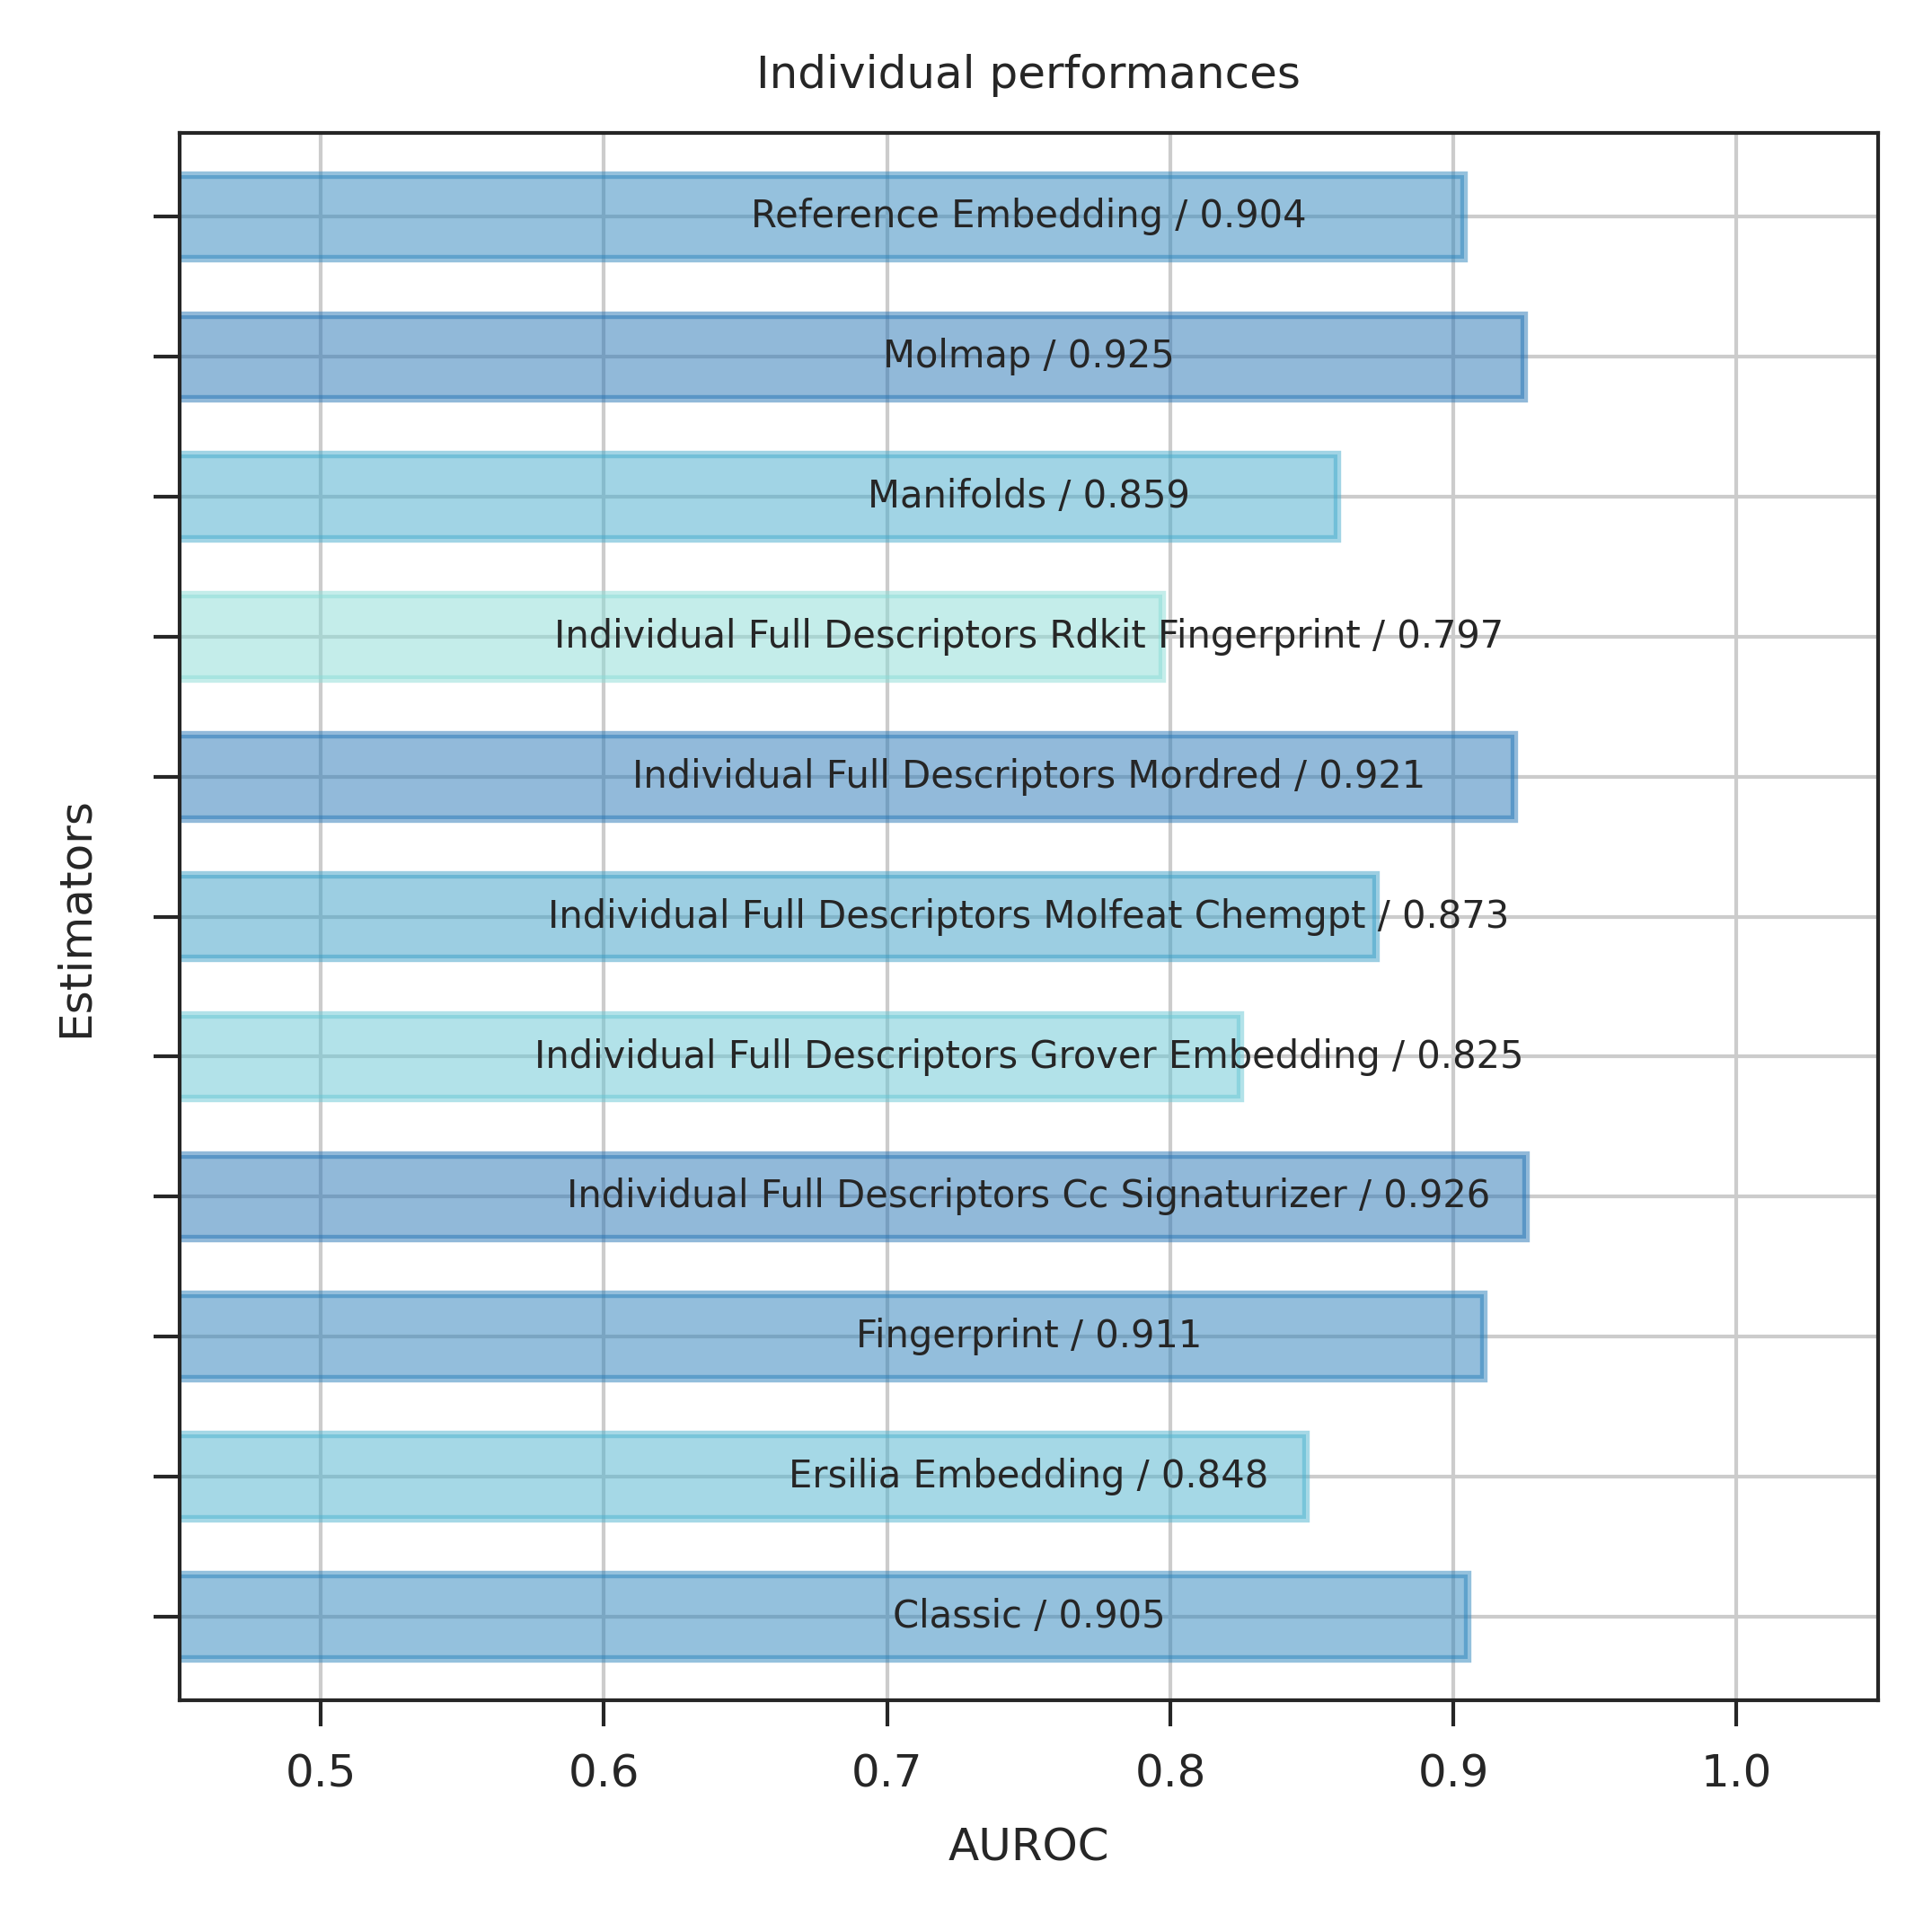 Individual performances
Reference Embedding / 0.904
Molmap / 0.925
Manifolds / 0.859
Individual Full Descriptors Rdkit Fingerprint / 0.797
Individual Full Descriptors Mordred / 0.921
Individual Full Descriptors Molfeat Chemgpt / 0.873
Individual Full Descriptors Grover Embedding / 0.825
Individual Full Descriptors Cc Signaturizer / 0.926
Fingerprint / 0.911
Ersilia Embedding / 0.848
Classic / 0.905
Estimators
0.5 0.6 0.7 0.8 0.9 1.0
AUROC